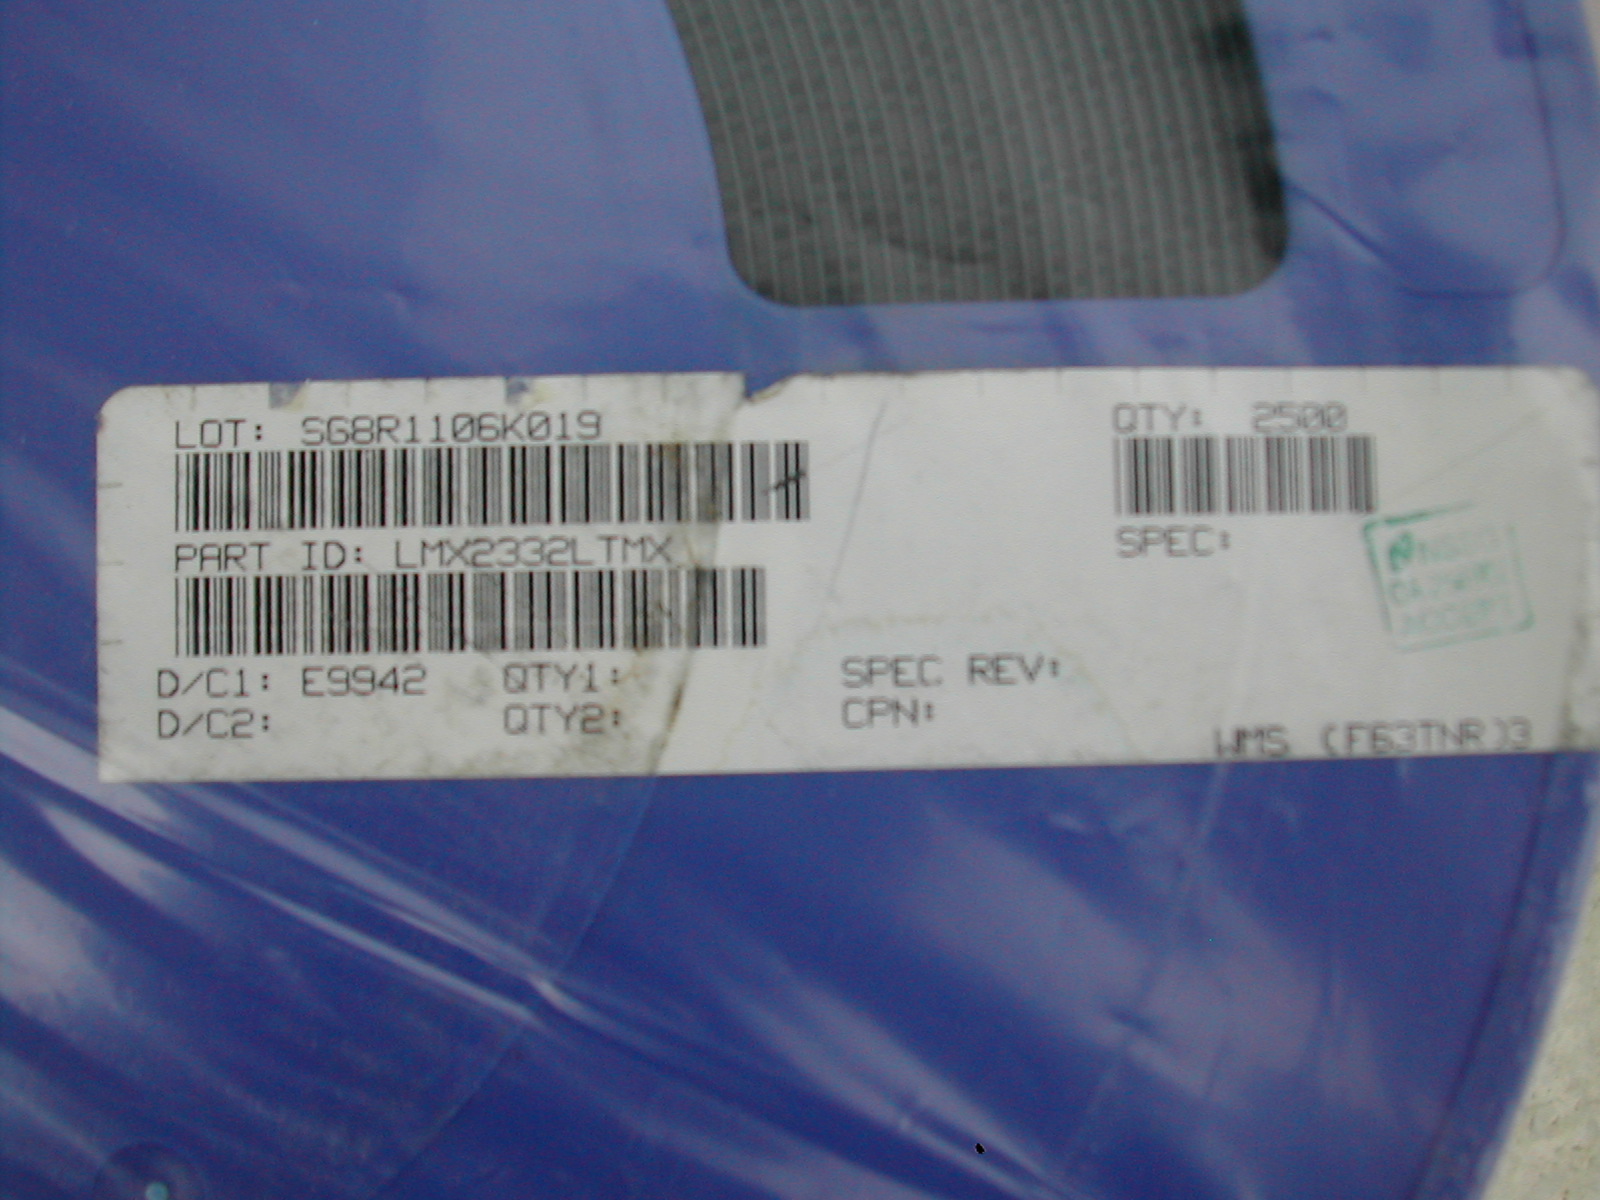 LOT: SG8R1106K019
QTY: 2500
PART ID: LMX2332LTMX
SPEC:
D/C1: E9942 QTY1: SPEC REV:
D/C2: QTY2: CPN:
WMS (F63TNR)3